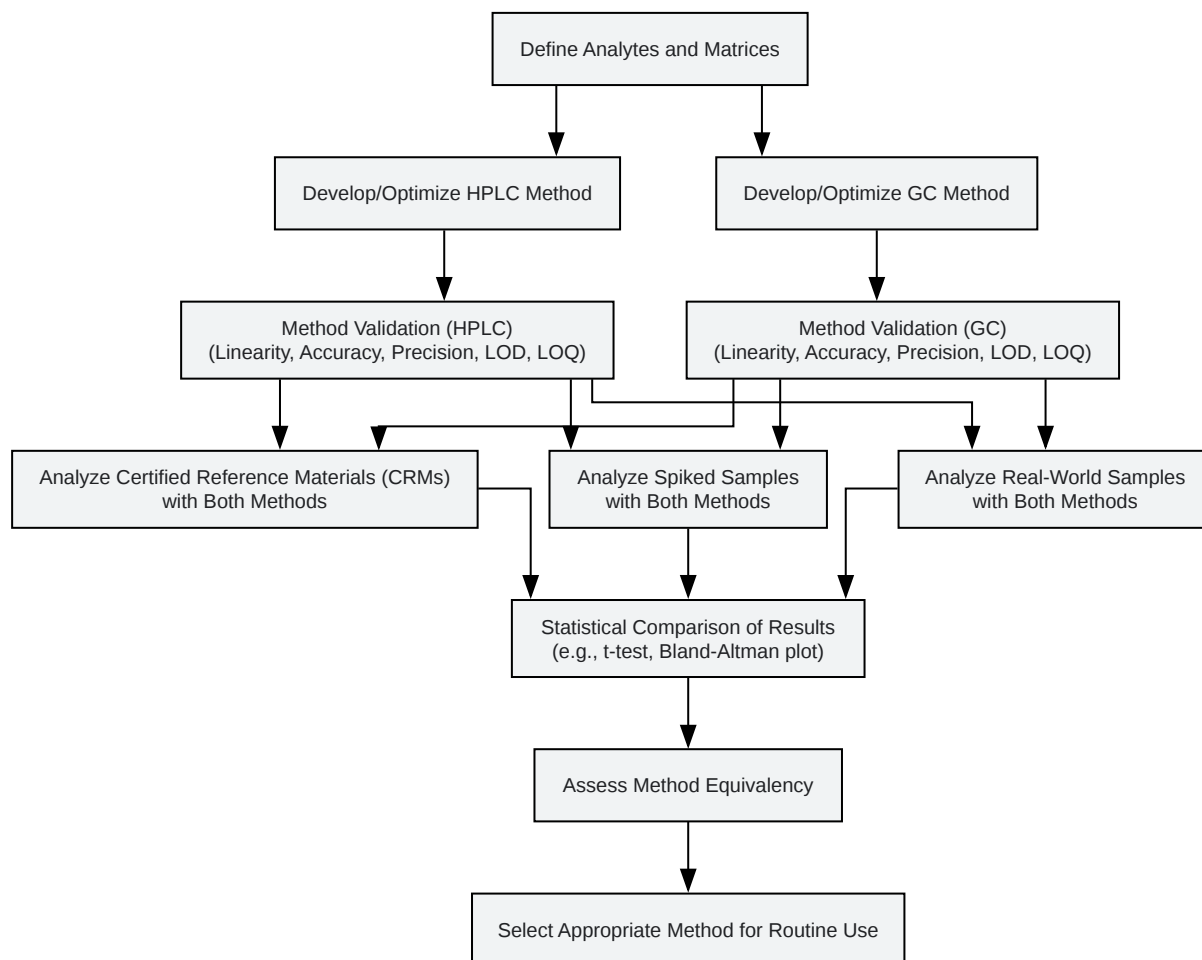 Define Analytes and Matrices
Develop/Optimize HPLC Method
Develop/Optimize GC Method
Method Validation (HPLC)
(Linearity, Accuracy, Precision, LOD, LOQ)
Method Validation (GC)
(Linearity, Accuracy, Precision, LOD, LOQ)
Analyze Certified Reference Materials (CRMs)
with Both Methods
Analyze Spiked Samples
with Both Methods
Analyze Real-World Samples
with Both Methods
Statistical Comparison of Results
(e.g., t-test, Bland-Altman plot)
Assess Method Equivalency
Select Appropriate Method for Routine Use